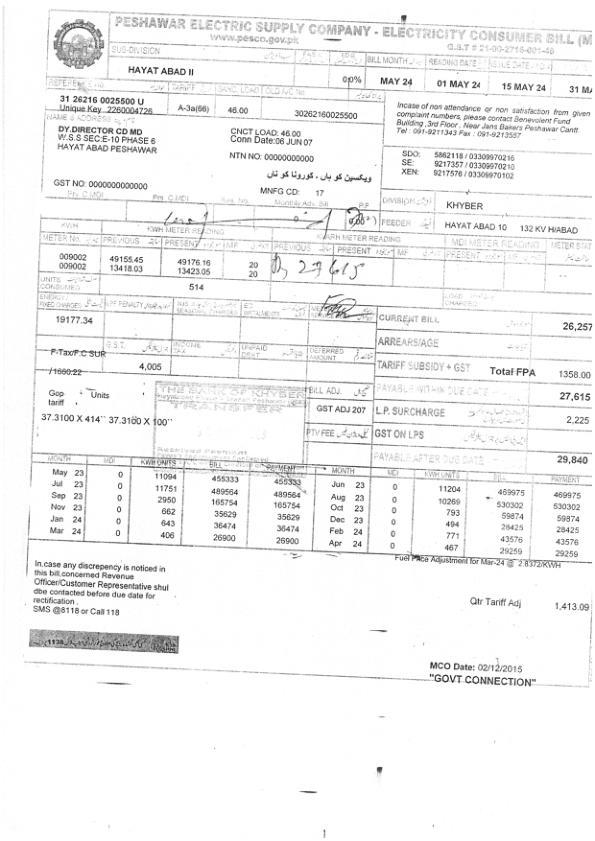 PESHAWAR ELECTRIC SUPPLY COMPANY - ELECTRICITY CONSUMER BILL (M
www.pesco.gov.pk
G.S.T # 21-00-2716-001-46
SUB-DIVISION
BILL MONTH
READING DATE
ISSUE DATE
HAYAT ABAD II
0.0%
MAY 24
01 MAY 24
15 MAY 24
31 MA
REFERENCE No.
TARIFF
SANC. LOAD
OLD A/C No.
31 26216 0025500 U
Unique Key 2260004726
A-3a(66)
46.00
30262160025500
Incase of non attendance or non satisfaction from given
complaint numbers, please contact Benevolent Fund
Building ,3rd Floor , Near Jans Bakers Peshawar Cantt
Tel : 091-9211343 Fax : 091-9213587
NAME & ADDRESS
DY.DIRECTOR CD MD
W.S.S SEC:E-10 PHASE 6
HAYAT ABAD PESHAWAR
CNCT LOAD: 46.00
Conn Date:06 JUN 07
NTN NO: 00000000000
SDO: 5862118 / 03309970216
SE: 9217357 / 03309970206
XEN: 9217576 / 03309970102
ویکسین کو ہاں ، کورونا کو ناں
GST NO: 0000000000000
MNFG CD: 17
Prv. C.MDI
Monthly Adv. Bill
P.F
DIVISION
KHYBER
FEEDER
HAYAT ABAD 10 132 KV H/ABAD
KWH
KWH METER READING
KVARH METER READING
MDI METER READING
METER STAT
METER No.
PREVIOUS
PRESENT
MF
PREVIOUS
PRESENT
MF
PREVIOUS
PRESENT
009002 49155.45 49176.16 20
009002 13418.03 13423.05 20
27615
UNITS
CONSUMED
514
ENERGY/
FIXED CHARGES
LPF PENALTY
19177.34
CURRENT BILL
26,257
G.S.T.
INCOME
TAX
UNPAID
DEBT
DEFERRED
AMOUNT
ARREARS/AGE
F-Tax/F.C SUR
/1660.22
4,005
TARIFF SUBSIDY + GST
Total FPA
1358.00
PAYABLE WITHIN DUE DATE
27,615
THE BANK OF KHYBER
TRANSFER
BILL ADJ.
Gop
tariff
Units
GST ADJ 207
L.P. SURCHARGE
2,225
37.3100 X 414`` 37.3100 X 100``
PTV FEE
GST ON LPS
PAYABLE AFTER DUE DATE
29,840
MONTH MDI KWH UNITS BILL PAYMENT MONTH MDI KWH UNITS BILL PAYMENT
May 23 0 11094 455333 455333 Jun 23 0 11204 469975 469975
Jul 23 0 11751 489564 489564 Aug 23 0 10269 530302 530302
Sep 23 0 2950 165754 165754 Oct 23 0 793 59874 59874
Nov 23 0 662 35629 35629 Dec 23 0 494 28425 28425
Jan 24 0 643 36474 36474 Feb 24 0 771 43576 43576
Mar 24 0 406 26900 26900 Apr 24 0 467 29259 29259
Fuel Price Adjustment for Mar-24 @ 2.8372/KWH
In.case any discrepency is noticed in
this bill,concerned Revenue
Officer/Customer Representative shul
dbe contacted before due date for
rectification .
SMS @8118 or Call 118
Qtr Tariff Adj
1,413.09
MCO Date: 02/12/2015
"GOVT CONNECTION"
1